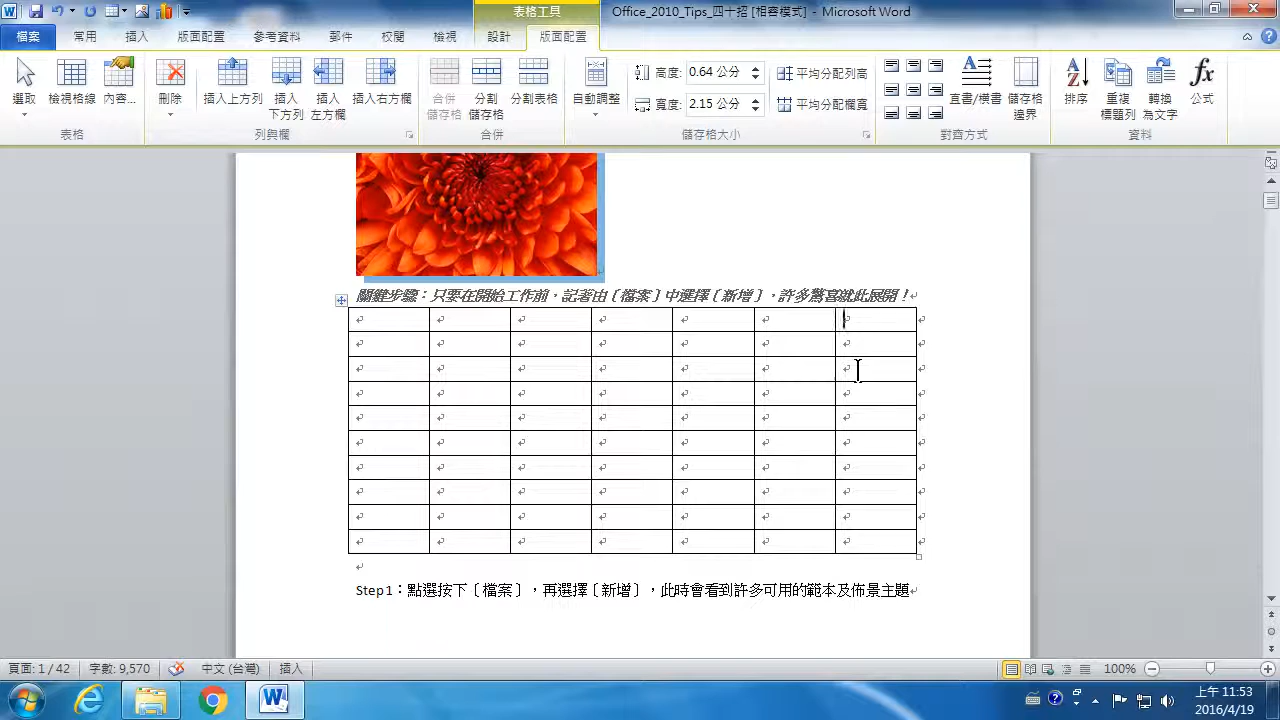 表格工具
Office_2010_Tips四十招 [相容模式] - Microsoft Word
檔案 常用 插入 版面配置 參考資料 郵件 校閱 檢視 設計 版面配置
選取 檢視格線 內容... 刪除 插入上方列 插入下方列 插入左方欄 插入右方欄 合併儲存格 分割儲存格 分割表格 自動調整 高度: 0.64 公分 平均分配列高
寬度: 2.15 公分 平均分配欄寬 直書/橫書 儲存格邊界 排序 重複標題列 轉換為文字 公式
表格 列與欄 合併 儲存格大小 對齊方式 資料
關鍵步驟：只要在開始工作前，記著由〔檔案〕中選擇〔新增〕，許多驚喜就此展開！
Step1：點選按下〔檔案〕，再選擇〔新增〕，此時會看到許多可用的範本及佈景主題
頁面: 1 / 42 字數: 9,570 中文 (台灣) 插入 100%
上午 11:53
2016/4/19